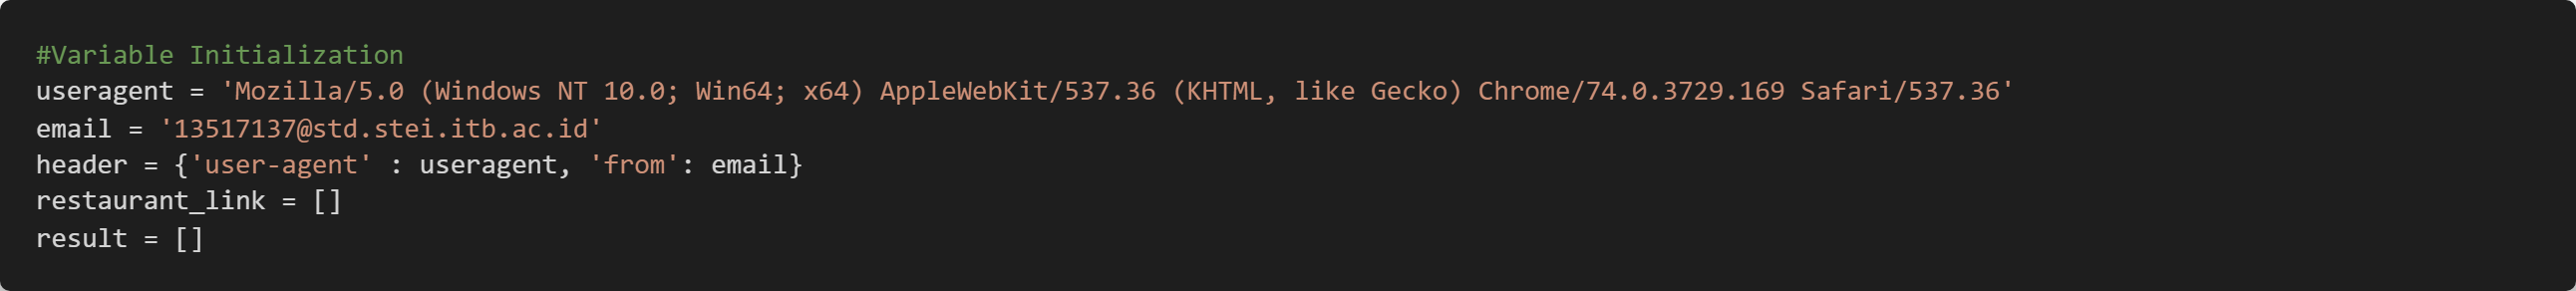 #Variable Initialization
useragent = 'Mozilla/5.0 (Windows NT 10.0; Win64; x64) AppleWebKit/537.36 (KHTML, like Gecko) Chrome/74.0.3729.169 Safari/537.36'
email = '13517137@std.stei.itb.ac.id'
header = {'user-agent' : useragent, 'from': email}
restaurant_link = []
result = []